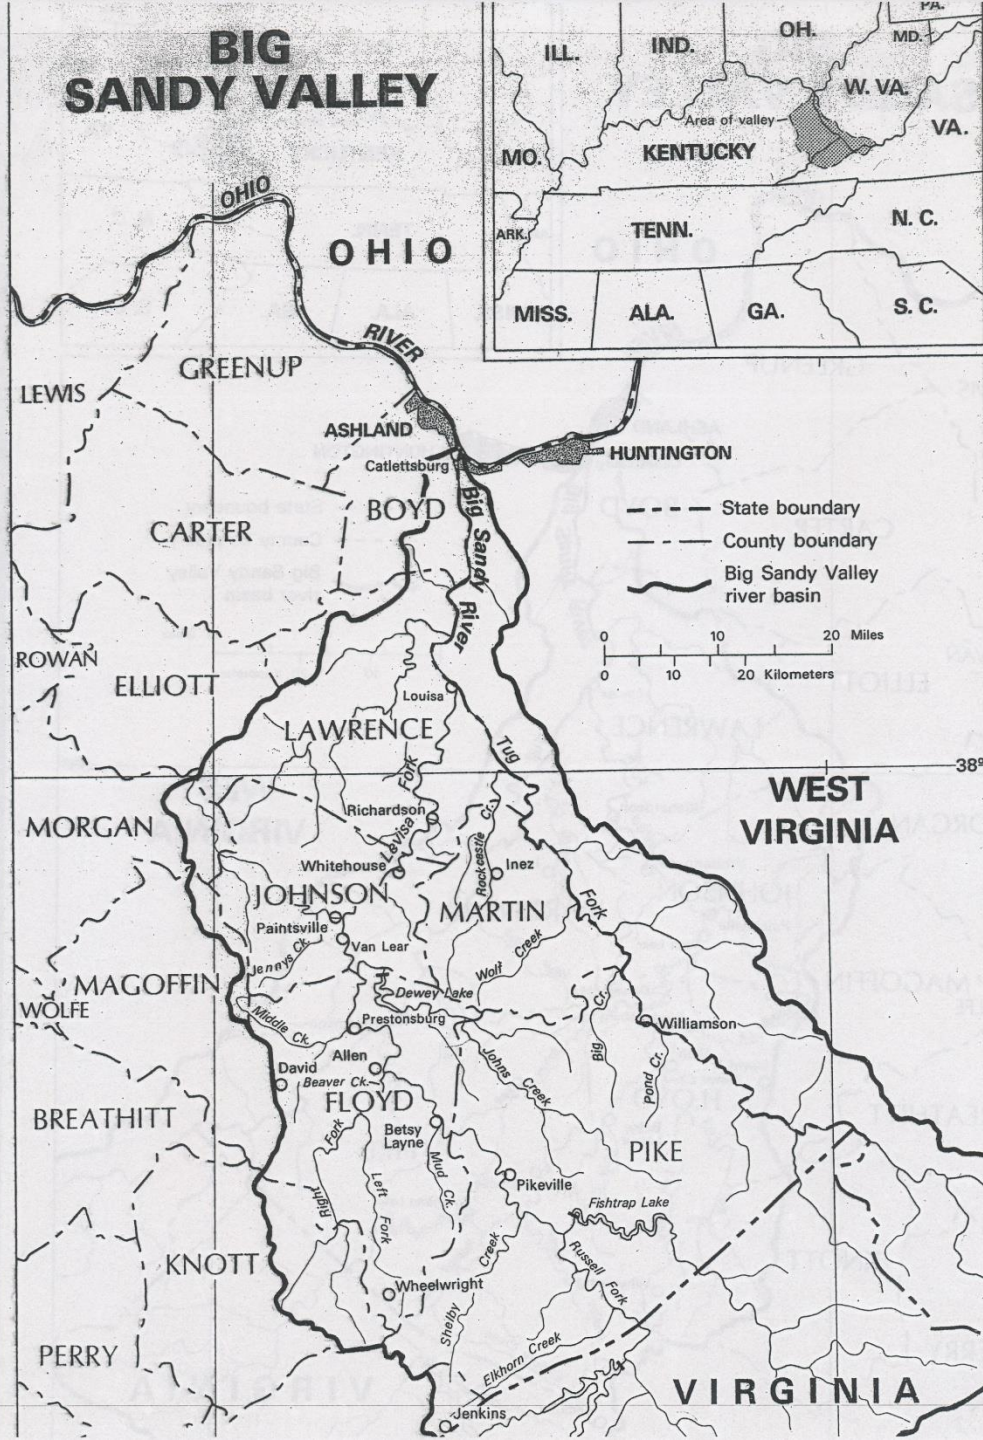 BIG
SANDY VALLEY
ILL.
IND.
OH.
PA.
MD.
W. VA.
VA.
Area of valley
KENTUCKY
MO.
ARK.
TENN.
N. C.
MISS.
ALA.
GA.
S. C.
OHIO
OHIO
RIVER
GREENUP
LEWIS
ASHLAND
Catlettsburg
HUNTINGTON
BOYD
Big Sandy River
CARTER
State boundary
County boundary
Big Sandy Valley
river basin
0 10 20 Miles
0 10 20 Kilometers
ROWAN
ELLIOTT
Louisa
LAWRENCE
Tug
Fork
38°
WEST
VIRGINIA
MORGAN
Richardson
Levisa
Fork
Whitehouse
Rockcastle Cr.
Inez
JOHNSON
MARTIN
Paintsville
Van Lear
Jennys Ck.
Wolf Creek
MAGOFFIN
WOLFE
Dewey Lake
Middle Ck.
Prestonsburg
Big Cr.
Williamson
David
Allen
Beaver Ck.
Johns Creek
Pond Cr.
FLOYD
BREATHITT
Betsy
Layne
PIKE
Right Fork
Left Fork
Mud Ck.
Pikeville
Fishtrap Lake
KNOTT
Wheelwright
Shelby Creek
Russell Fork
PERRY
Elkhorn Creek
Jenkins
VIRGINIA